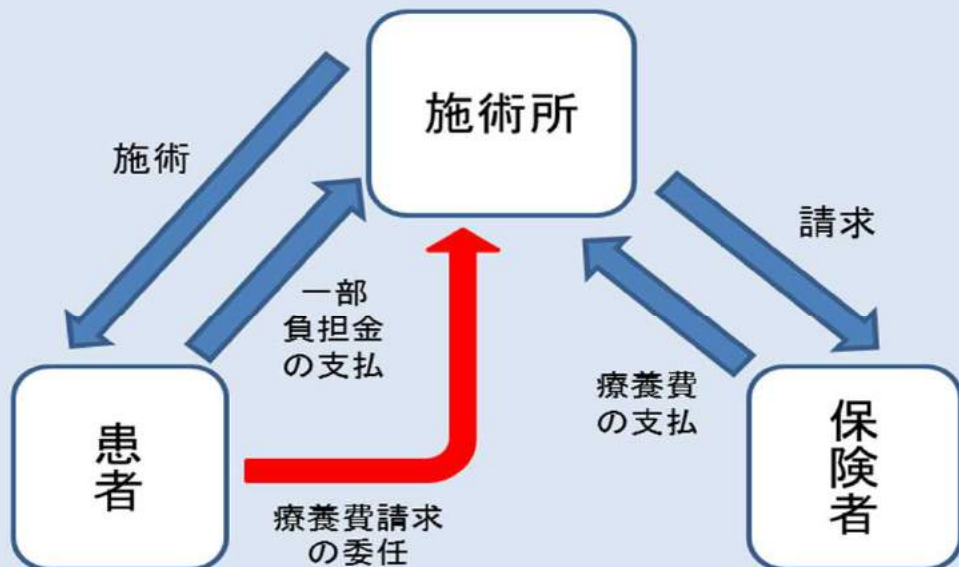 施術所
施術
請求
一部
負担金
の支払
療養費
の支払
患者
保険者
療養費請求
の委任